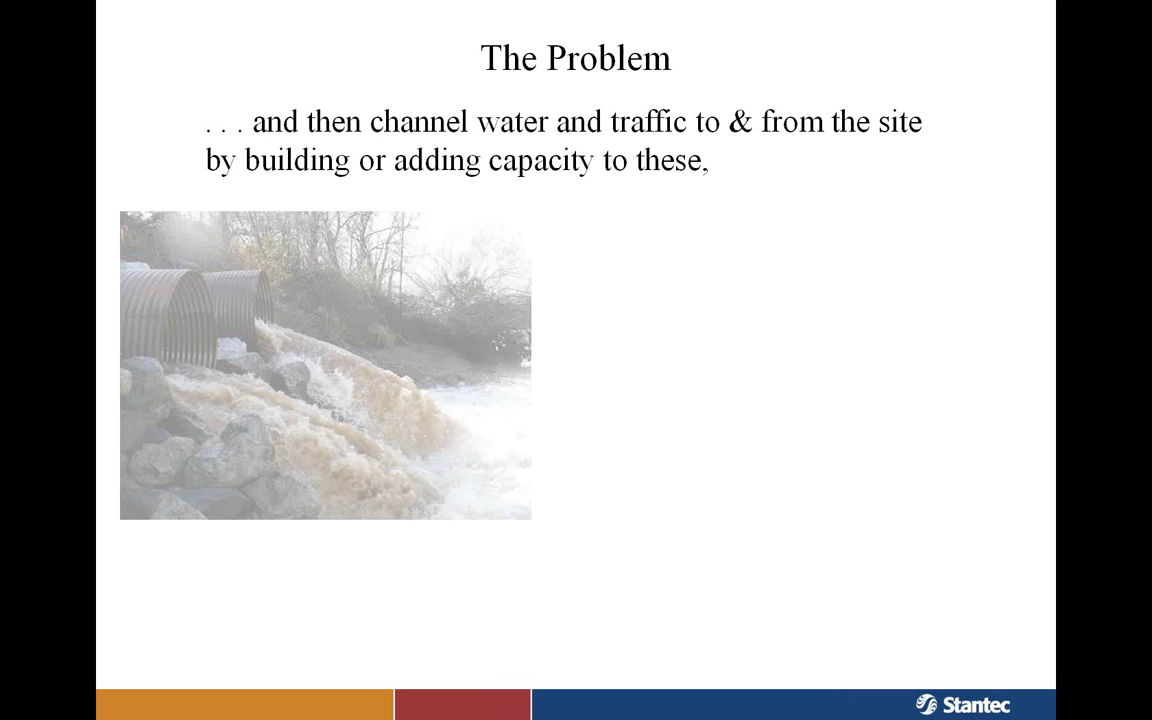 The Problem
. . . and then channel water and traffic to & from the site
by building or adding capacity to these,
Stantec